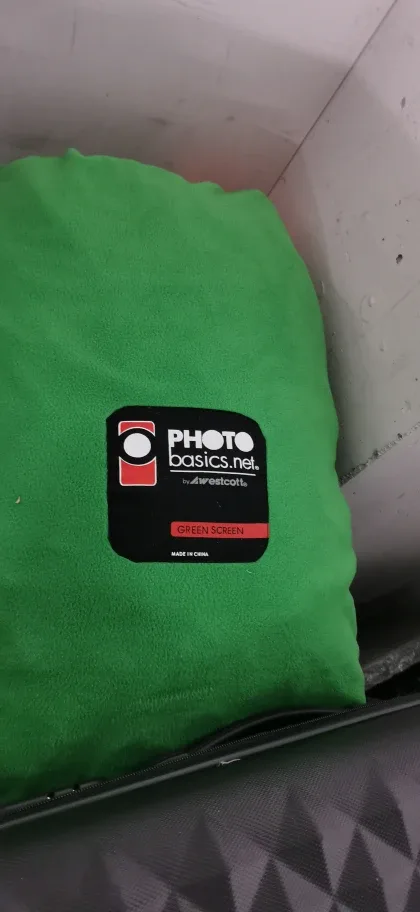 PHOTO
basics.net®
by Westcott®
GREEN SCREEN
MADE IN CHINA